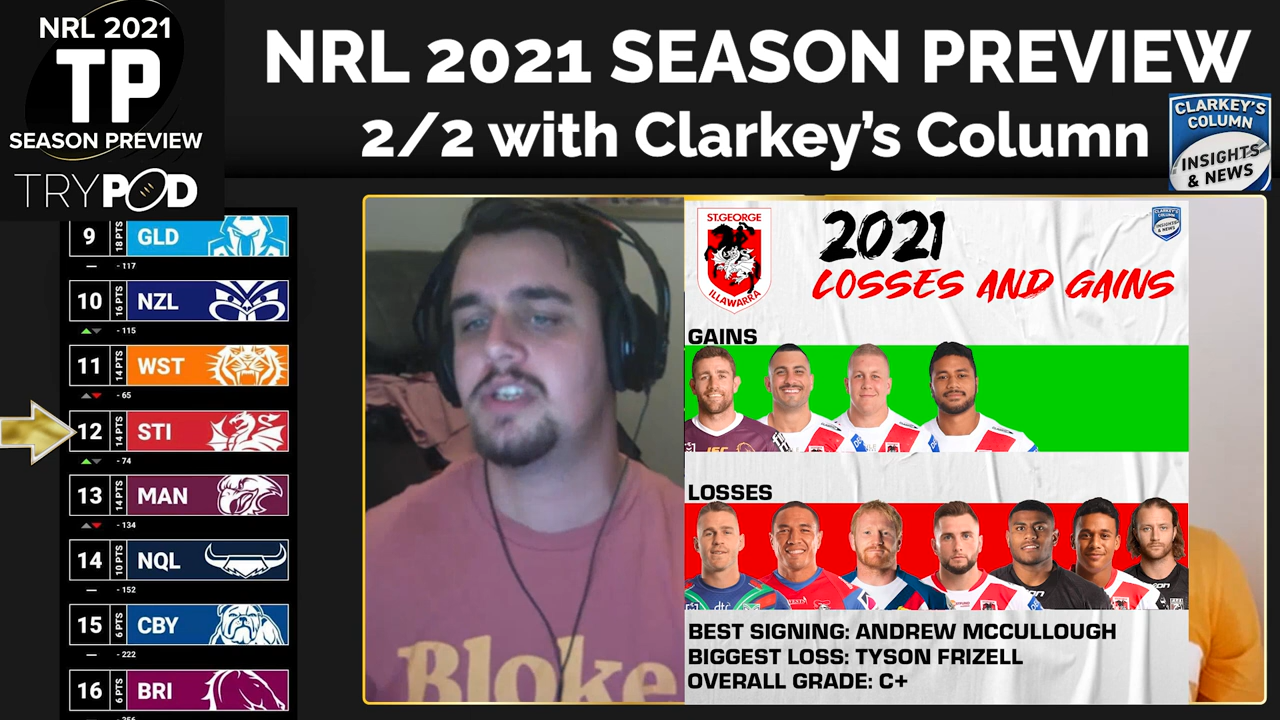 NRL 2021
TP
SEASON PREVIEW
TRYPOD
NRL 2021 SEASON PREVIEW
2/2 with Clarkey's Column
CLARKEY'S
COLUMN
INSIGHTS
& NEWS
9 18 PTS GLD
- 117
10 16 PTS NZL
- 115
11 14 PTS WST
- 65
12 14 PTS STI
- 74
13 14 PTS MAN
- 134
14 10 PTS NQL
- 152
15 6 PTS CBY
- 222
16 6 PTS BRI
Bloke
ST.GEORGE
ILLAWARRA
2021
LOSSES AND GAINS
GAINS
LOSSES
BEST SIGNING: ANDREW MCCULLOUGH
BIGGEST LOSS: TYSON FRIZELL
OVERALL GRADE: C+